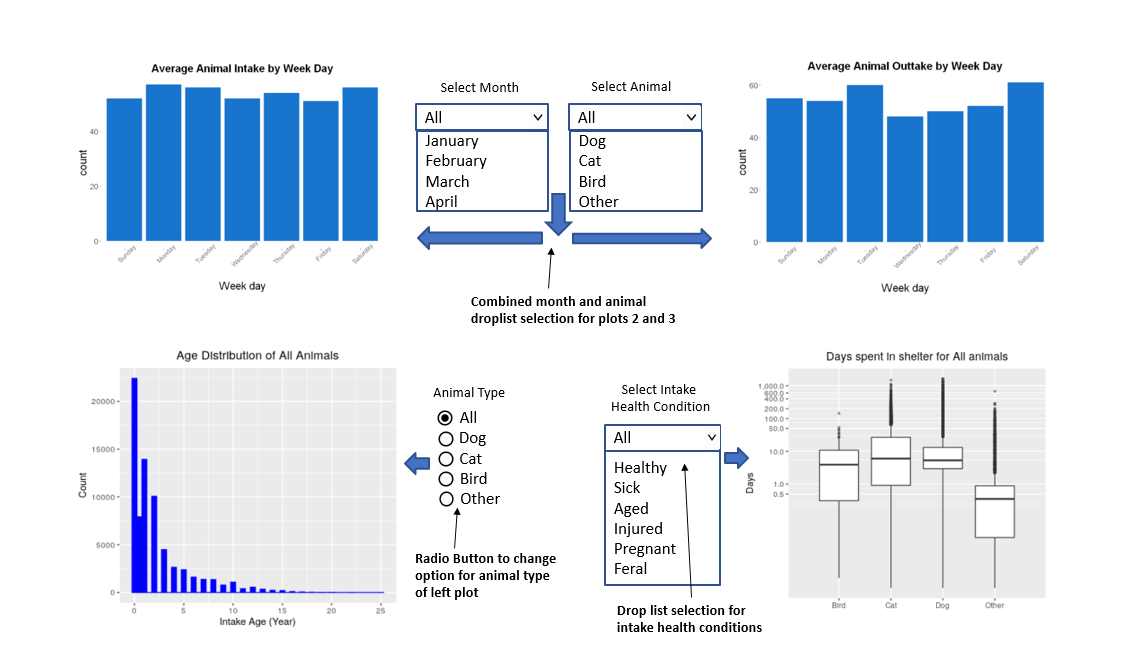 Average Animal Intake by Week Day
count
40
20
0
Sunday
Monday
Tuesday
Wednesday
Thursday
Friday
Saturday
Week day
Select Month
All
January
February
March
April
Select Animal
All
Dog
Cat
Bird
Other
Combined month and animal
droplist selection for plots 2 and 3
Average Animal Outtake by Week Day
count
60
40
20
0
Sunday
Monday
Tuesday
Wednesday
Thursday
Friday
Saturday
Week day
Age Distribution of All Animals
Count
20000
15000
10000
5000
0
0
5
10
15
20
25
Intake Age (Year)
Animal Type
All
Dog
Cat
Bird
Other
Radio Button to change
option for animal type
of left plot
Select Intake
Health Condition
All
Healthy
Sick
Aged
Injured
Pregnant
Feral
Drop list selection for
intake health conditions
Days spent in shelter for All animals
Days
1,000.0
600.0
400.0
200.0
100.0
50.0
10.0
1.0
0.5
Bird
Cat
Dog
Other